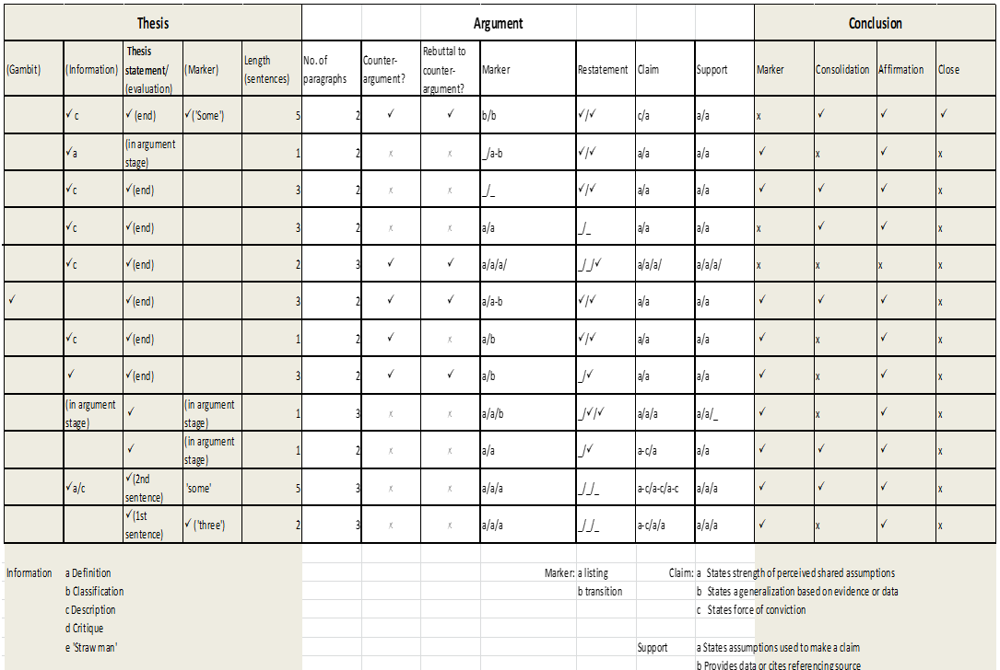 Thesis Argument Conclusion
(Gambit) (Information) Thesis statement/ (evaluation) (Marker) Length (sentences) No. of paragraphs Counter-argument? Rebuttal to counter-argument? Marker Restatement Claim Support Marker Consolidation Affirmation Close
✓c ✓(end) ✓('Some') 5 2 ✓ ✓ b/b ✓/✓ c/a a/a x ✓ ✓ ✓
✓a (in argument stage) 1 2 x x _/a-b ✓/✓ a/a a/a ✓ x ✓ x
✓c ✓(end) 3 2 x x _/_ ✓/✓ a/a a/a ✓ ✓ ✓ x
✓c ✓(end) 3 2 x x a/a _/_ a/a a/a x ✓ ✓ x
✓c ✓(end) 2 3 ✓ ✓ a/a/a/ _/_/✓ a/a/a/ a/a/a/ x x x x
✓ ✓(end) 3 2 ✓ ✓ a/a-b ✓/✓ a/a a/a ✓ ✓ ✓ x
✓c ✓(end) 1 2 ✓ x a/b ✓/✓ a/a a/a ✓ x ✓ x
✓ ✓(end) 3 2 ✓ ✓ a/b _/✓ a/a a/a ✓ x ✓ x
(in argument stage) ✓ (in argument stage) 1 3 x x a/a/b _/✓/✓ a/a/a a/a/_ ✓ x ✓ x
✓ (in argument stage) 1 2 x x a/a _/✓ a-c/a a/a ✓ ✓ ✓ x
✓a/c ✓(2nd sentence) 'some' 5 3 x x a/a/a _/_/_ a-c/a-c/a-c a/a/a ✓ ✓ ✓ x
✓(1st sentence) ✓('three') 2 3 x x a/a/a _/_/_ a-c/a/a a/a/a ✓ x ✓ x
Information a Definition Marker: a listing Claim: a States strength of perceived shared assumptions
b Classification b transition b States a generalization based on evidence or data
c Description c States force of conviction
d Critique
e 'Straw man' Support a States assumptions used to make a claim
b Provides data or cites referencing source